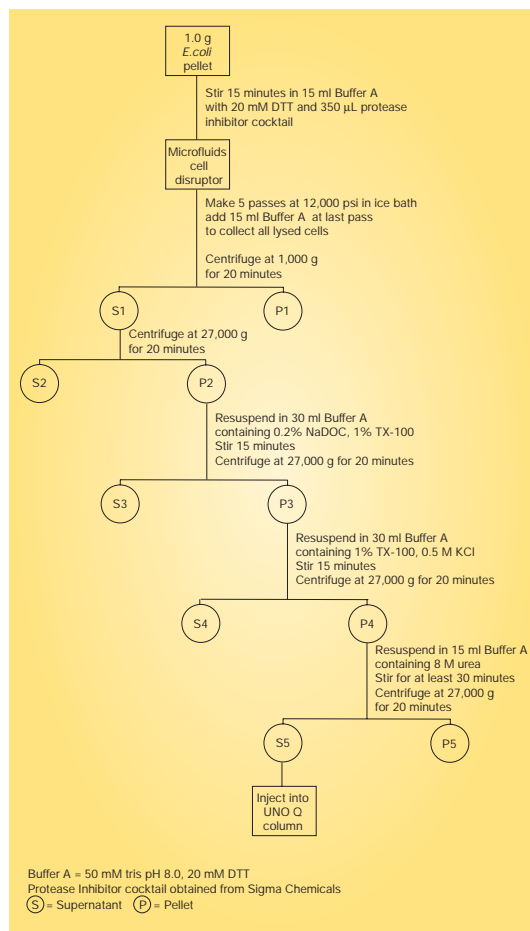 1.0 g
E.coli
pellet
Stir 15 minutes in 15 ml Buffer A
with 20 mM DTT and 350 µL protease
inhibitor cocktail
Microfluids
cell
disruptor
Make 5 passes at 12,000 psi in ice bath
add 15 ml Buffer A at last pass
to collect all lysed cells
Centrifuge at 1,000 g
for 20 minutes
S1
P1
Centrifuge at 27,000 g
for 20 minutes
S2
P2
Resuspend in 30 ml Buffer A
containing 0.2% NaDOC, 1% TX-100
Stir 15 minutes
Centrifuge at 27,000 g for 20 minutes
S3
P3
Resuspend in 30 ml Buffer A
containing 1% TX-100, 0.5 M KCl
Stir 15 minutes
Centrifuge at 27,000 g for 20 minutes
S4
P4
Resuspend in 15 ml Buffer A
containing 8 M urea
Stir for at least 30 minutes
Centrifuge at 27,000 g
for 20 minutes
S5
P5
Inject into
UNO Q
column
Buffer A = 50 mM tris pH 8.0, 20 mM DTT
Protease Inhibitor cocktail obtained from Sigma Chemicals
S = Supernatant P = Pellet